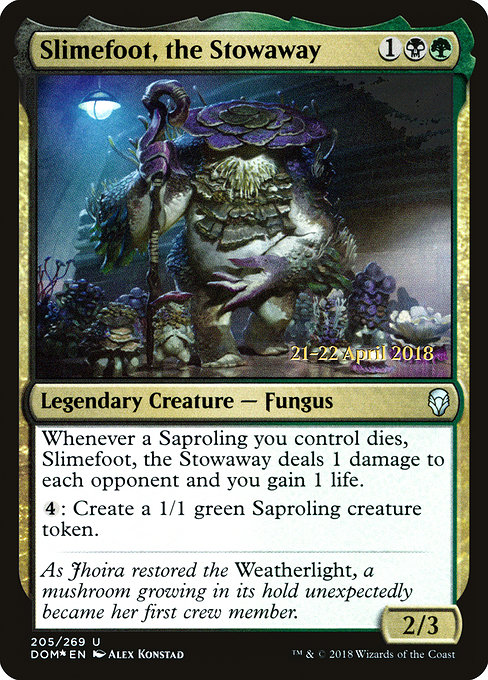 Slimefoot, the Stowaway 1
21-22 April 2018
Legendary Creature — Fungus
Whenever a Saproling you control dies,
Slimefoot, the Stowaway deals 1 damage to
each opponent and you gain 1 life.
4: Create a 1/1 green Saproling creature
token.
As Jhoira restored the Weatherlight, a
mushroom growing in its hold unexpectedly
became her first crew member.
2/3
205/269 U
DOM★EN Alex Konstad
™ & © 2018 Wizards of the Coast